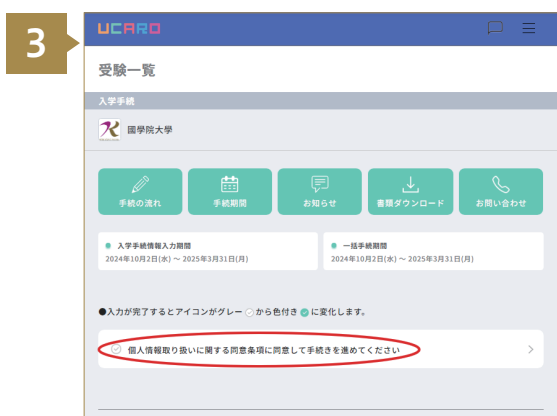 3
UCARO
受験一覧
入学手続
國學院大學
手続の流れ
手続期間
お知らせ
書類ダウンロード
お問い合わせ
入学手続情報入力期間
2024年10月2日(水) ～ 2025年3月31日(月)
一括手続期間
2024年10月2日(水) ～ 2025年3月31日(月)
●入力が完了するとアイコンがグレー から色付き に変化します。
個人情報取り扱いに関する同意条項に同意して手続きを進めてください